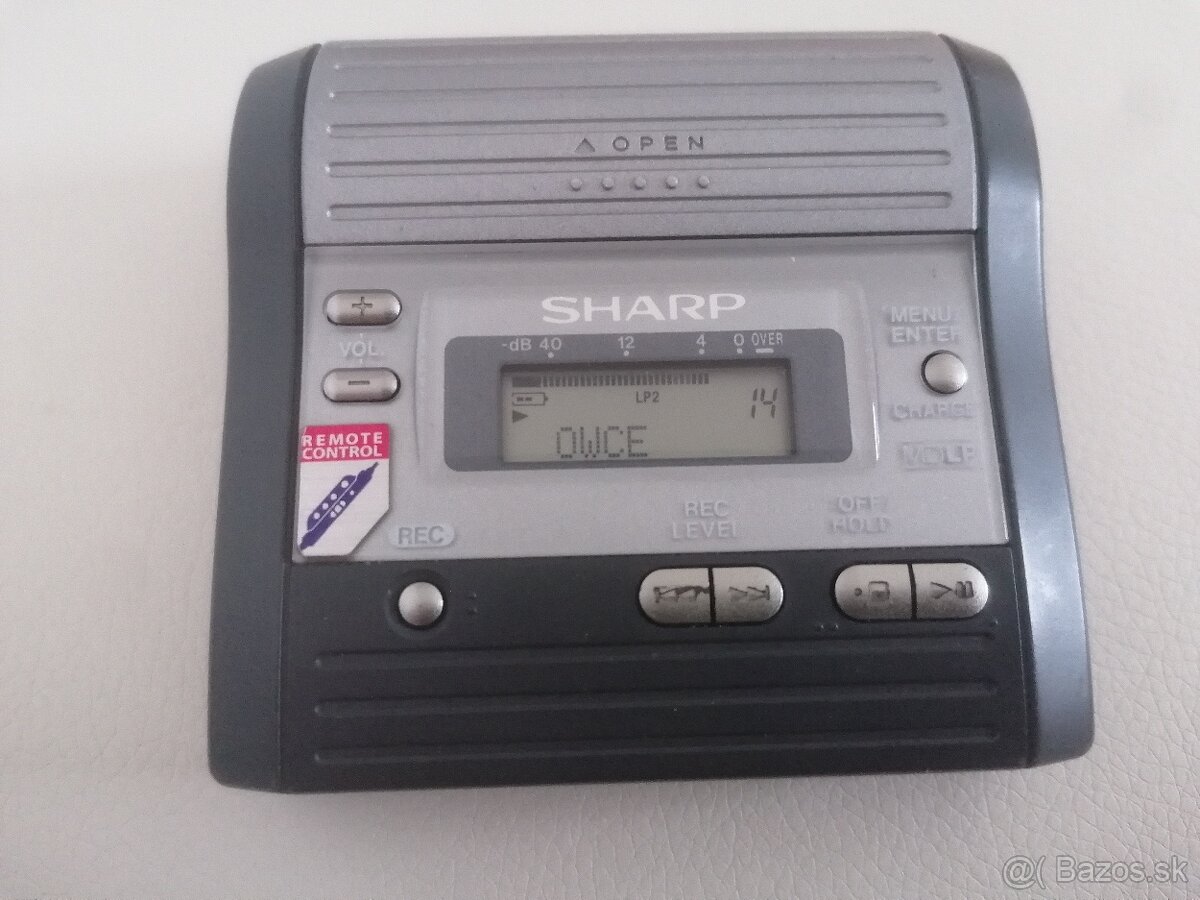 OPEN
SHARP
-dB 40 12 4 0 OVER
LP2 14
OWCE
VOL
REMOTE
CONTROL
REC
REC
LEVEL
OFF
HOLD
MENU
ENTER
CHARGE
MDLP
@( Bazos.sk